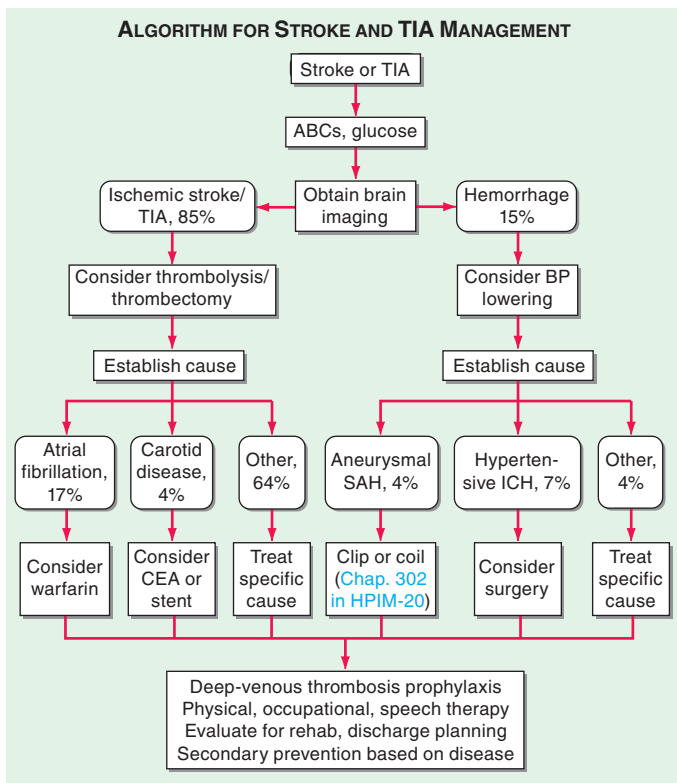 ALGORITHM FOR STROKE AND TIA MANAGEMENT
Stroke or TIA
ABCs, glucose
Ischemic stroke/
TIA, 85%
Obtain brain
imaging
Hemorrhage
15%
Consider thrombolysis/
thrombectomy
Consider BP
lowering
Establish cause
Establish cause
Atrial
fibrillation,
17%
Carotid
disease,
4%
Other,
64%
Aneurysmal
SAH, 4%
Hyperten-
sive ICH, 7%
Other,
4%
Consider
warfarin
Consider
CEA or
stent
Treat
specific
cause
Clip or coil
(Chap. 302
in HPIM-20)
Consider
surgery
Treat
specific
cause
Deep-venous thrombosis prophylaxis
Physical, occupational, speech therapy
Evaluate for rehab, discharge planning
Secondary prevention based on disease